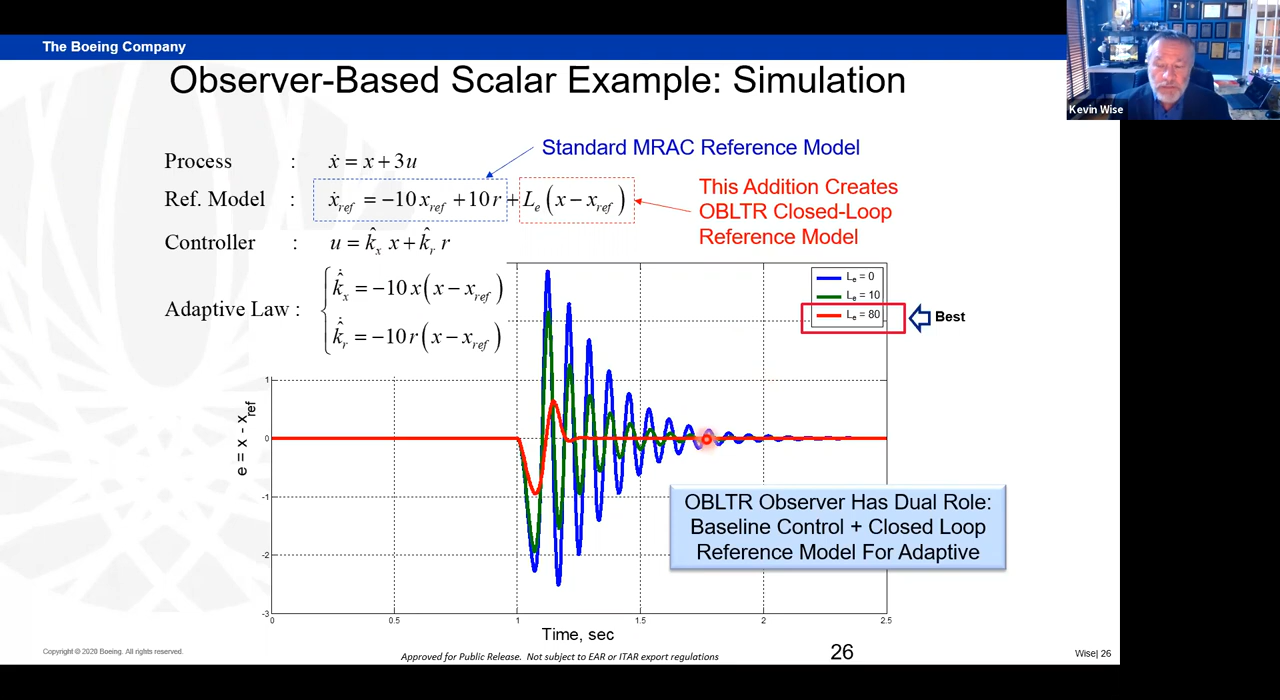 The Boeing Company
Kevin Wise
Observer-Based Scalar Example: Simulation
Standard MRAC Reference Model
Process : ẋ = x + 3u
Ref. Model : ẋ_ref = −10 x_ref + 10 r + L_e (x − x_ref)
This Addition Creates
OBLTR Closed-Loop
Reference Model
Controller : u = k̂_x x + k̂_r r
Adaptive Law : { k̂̇_x = −10 x (x − x_ref)
k̂̇_r = −10 r (x − x_ref)
L_e = 0
L_e = 10
L_e = 80
Best
e = x - x_ref
1
0
-1
-2
-3
OBLTR Observer Has Dual Role:
Baseline Control + Closed Loop
Reference Model For Adaptive
0 0.5 1 1.5 2 2.5
Time, sec
Copyright © 2020 Boeing. All rights reserved.
Approved for Public Release. Not subject to EAR or ITAR export regulations
26
Wise| 26